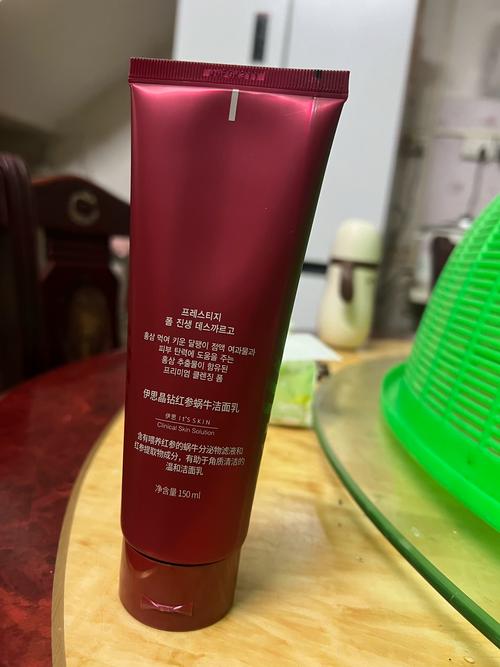 프레스티지
폼 진생 데스까르고
홍삼 먹여 키운 달팽이 점액 여과물과
피부 탄력에 도움을 주는
홍삼 추출물이 함유된
프리미엄 클렌징 폼
伊思晶钻红参蜗牛洁面乳
伊思 It'S SKIN
Clinical Skin Solution
含有喂养红参的蜗牛分泌物滤液和
红参提取物成分，有助于角质清洁的
温和洁面乳
净含量 150 ml